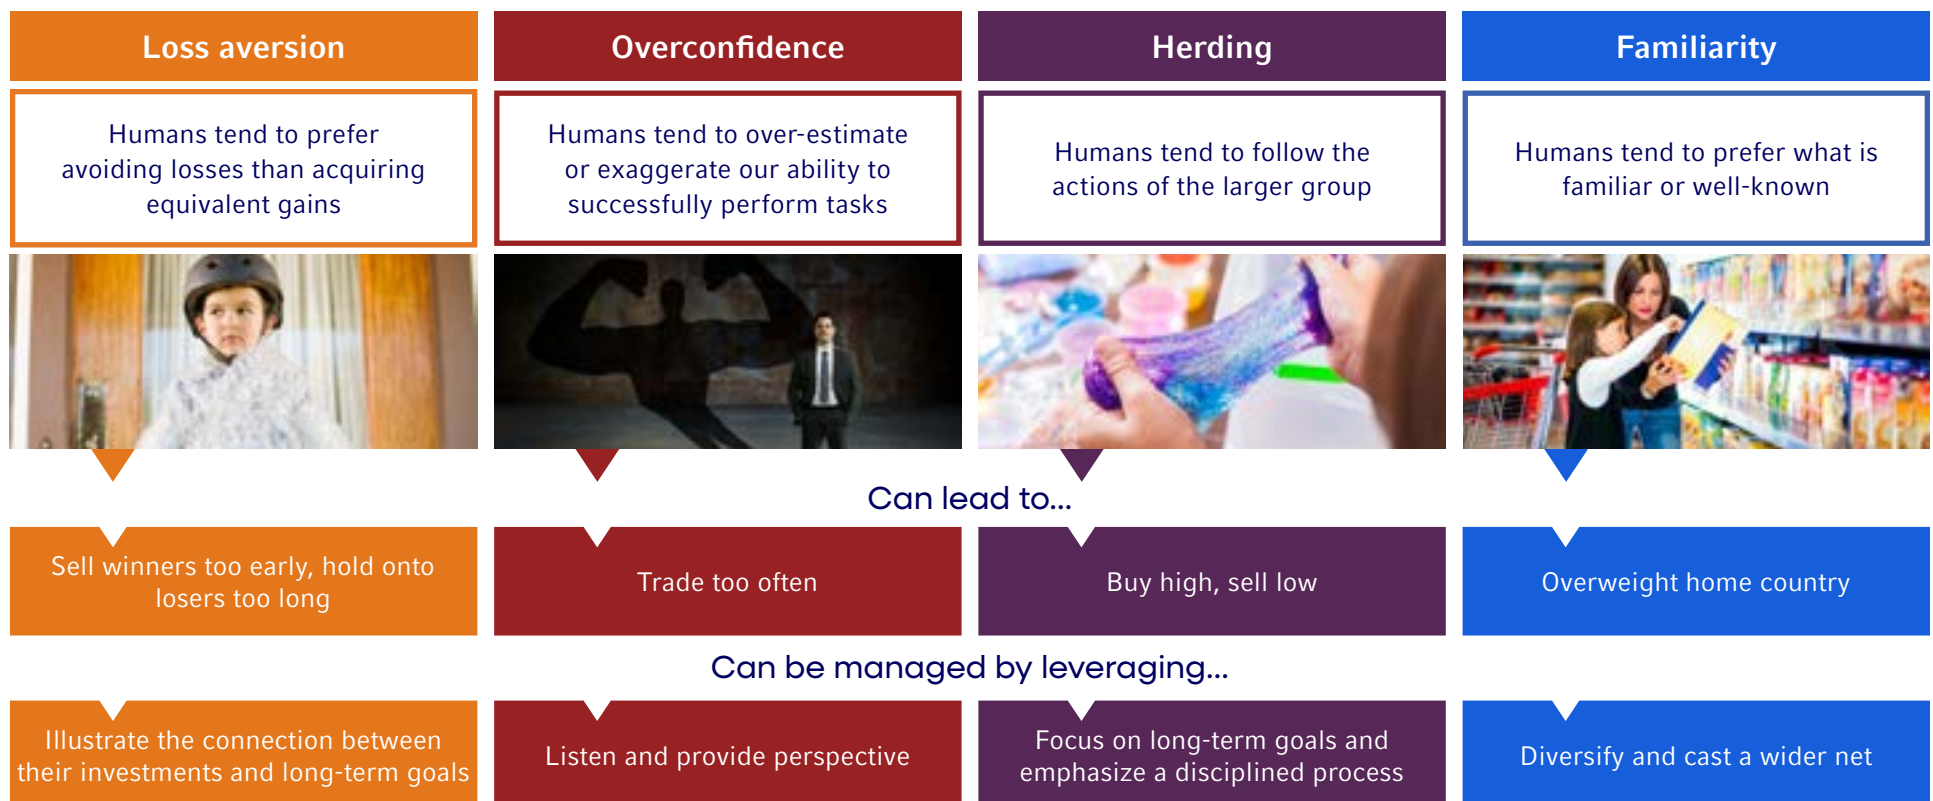 Loss aversion
Overconfidence
Herding
Familiarity
Humans tend to prefer
avoiding losses than acquiring
equivalent gains
Humans tend to over-estimate
or exaggerate our ability to
successfully perform tasks
Humans tend to follow the
actions of the larger group
Humans tend to prefer what is
familiar or well-known
Can lead to...
Sell winners too early, hold onto
losers too long
Trade too often
Buy high, sell low
Overweight home country
Can be managed by leveraging...
Illustrate the connection between
their investments and long-term goals
Listen and provide perspective
Focus on long-term goals and
emphasize a disciplined process
Diversify and cast a wider net